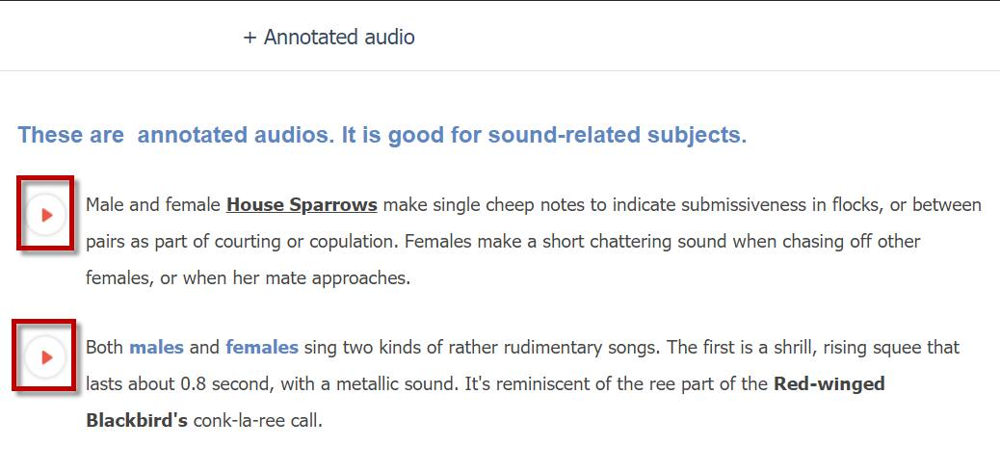 + Annotated audio
These are  annotated audios. It is good for sound-related subjects.
Male and female House Sparrows make single cheep notes to indicate submissiveness in flocks, or between
pairs as part of courting or copulation. Females make a short chattering sound when chasing off other
females, or when her mate approaches.
Both males and females sing two kinds of rather rudimentary songs. The first is a shrill, rising squee that
lasts about 0.8 second, with a metallic sound. It's reminiscent of the ree part of the Red-winged
Blackbird's conk-la-ree call.